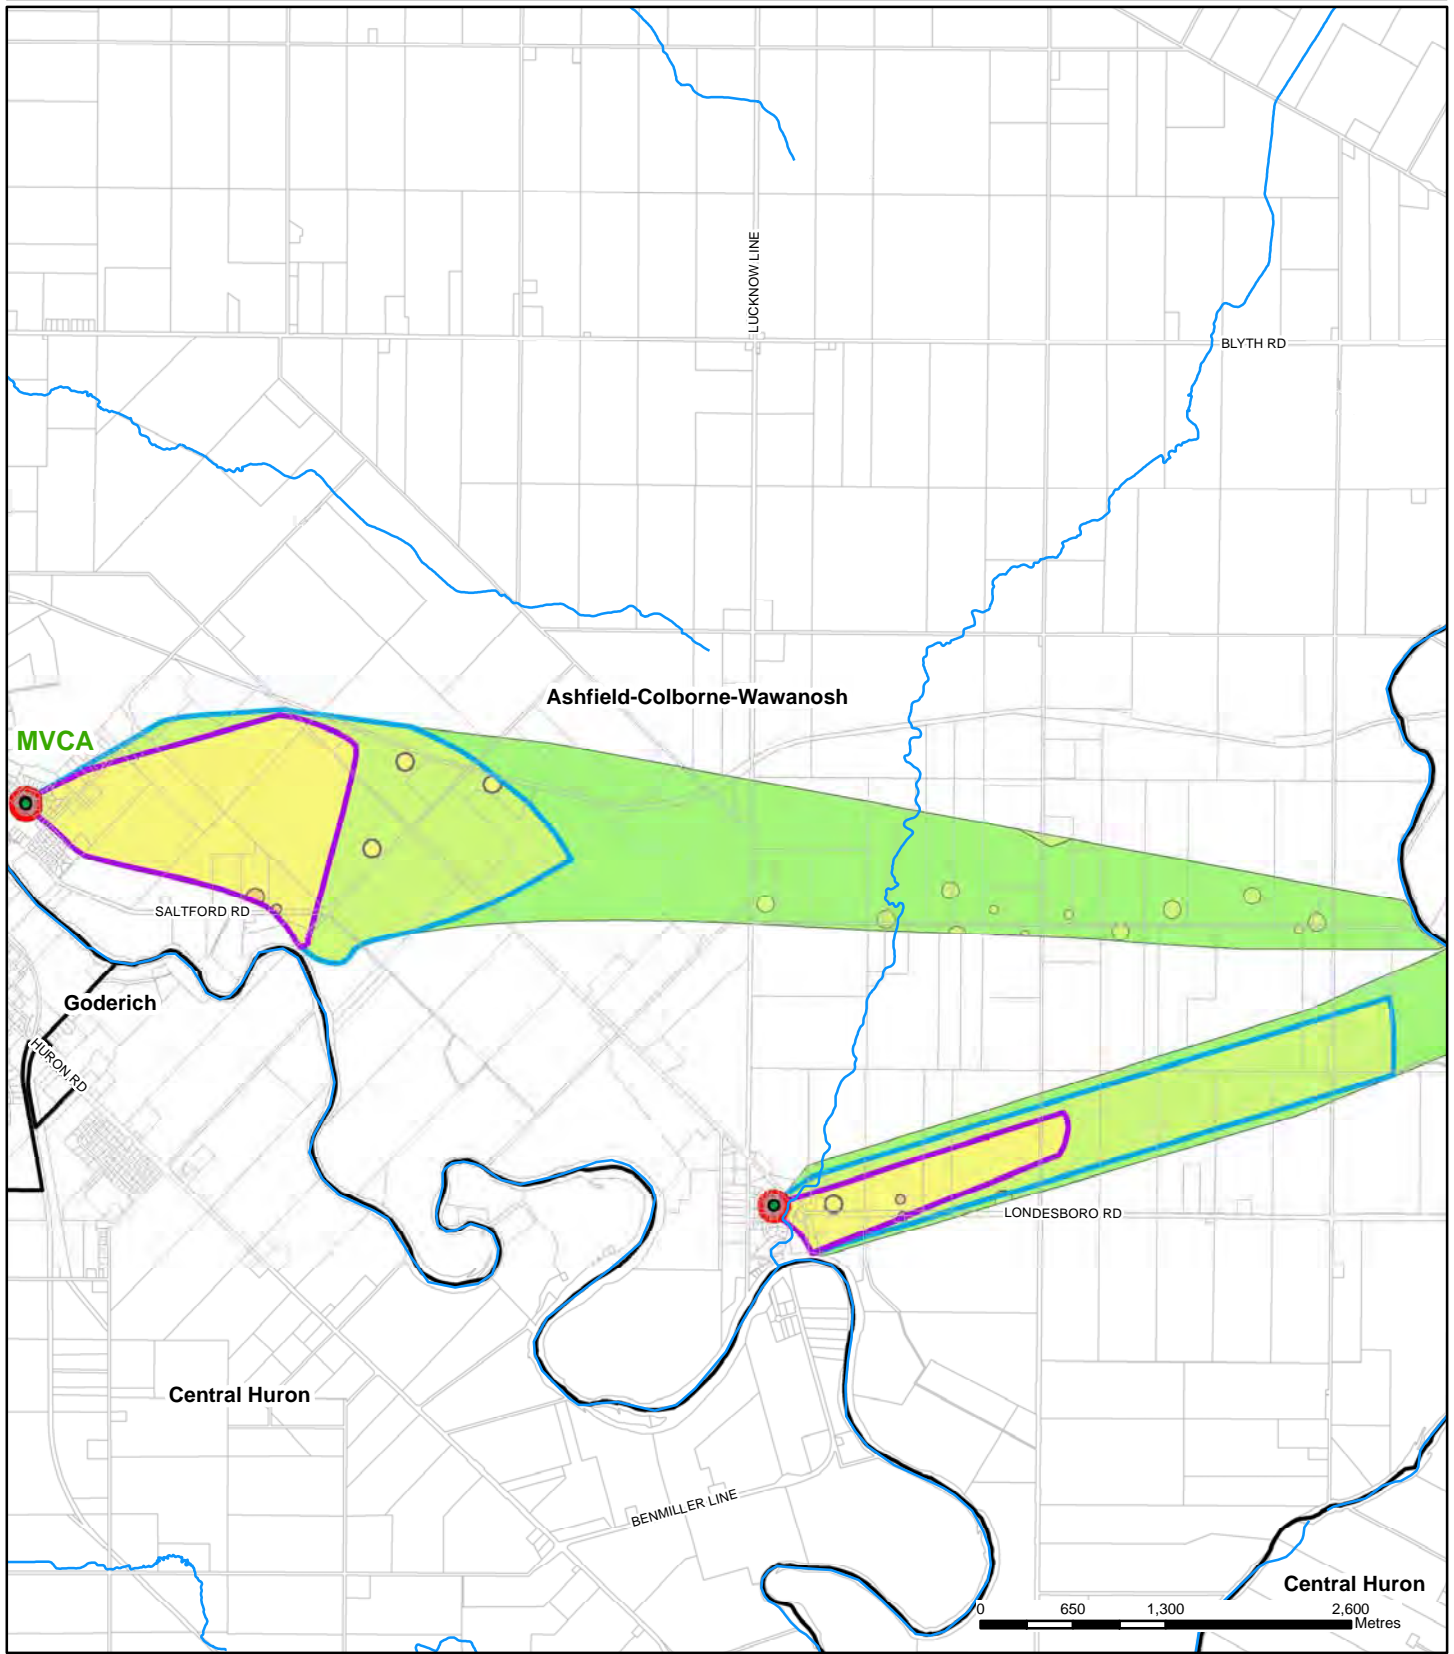 LUCKNOW LINE
BLYTH RD
Ashfield-Colborne-Wawanosh
MVCA
SALTFORD RD
Goderich
HURON RD
LONDESBORO RD
Central Huron
BENMILLER LINE
Central Huron
0 650 1,300 2,600
Metres